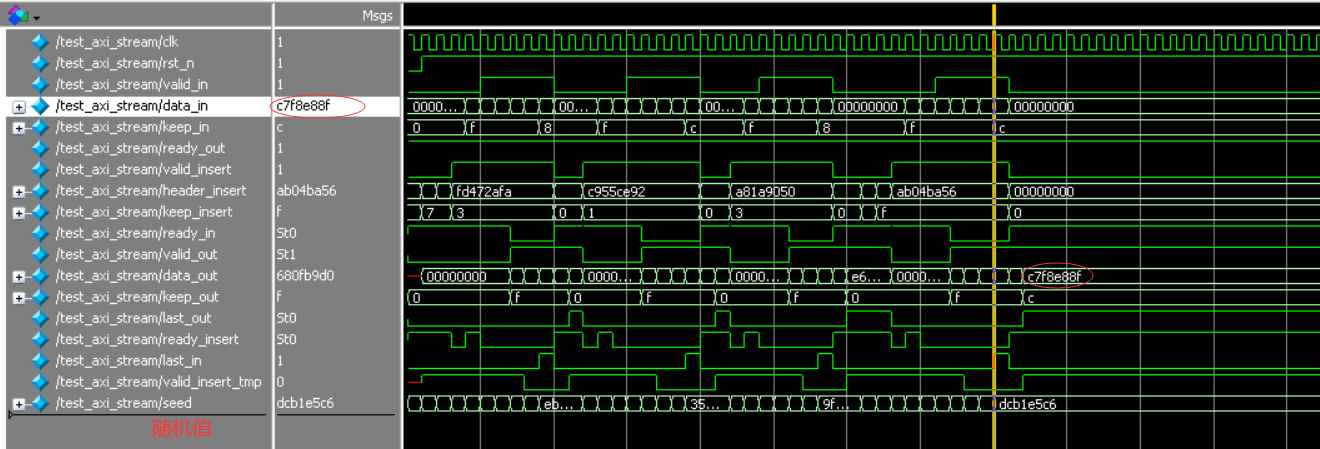 Msgs
/test_axi_stream/clk 1
/test_axi_stream/rst_n 1
/test_axi_stream/valid_in 1
/test_axi_stream/data_in c7f8e88f 0000... 00... 00... 00000000 00000000
/test_axi_stream/keep_in c 0 f 8 f c f 8 f c
/test_axi_stream/ready_out 1
/test_axi_stream/valid_insert 1
/test_axi_stream/header_insert ab04ba56 fd472afa c955ce92 a81a9050 ab04ba56 00000000
/test_axi_stream/keep_insert f 7 3 0 1 0 3 0 f 0
/test_axi_stream/ready_in St0
/test_axi_stream/valid_out St1
/test_axi_stream/data_out 680fb9d0 00000000 0000... 0000... e6... 0000... c7f8e88f
/test_axi_stream/keep_out f 0 f 0 f 0 f 0 f c
/test_axi_stream/last_out St0
/test_axi_stream/ready_insert St0
/test_axi_stream/last_in 1
/test_axi_stream/valid_insert_tmp 0
/test_axi_stream/seed dcb1e5c6 eb... 35... 9f... dcb1e5c6
随机值